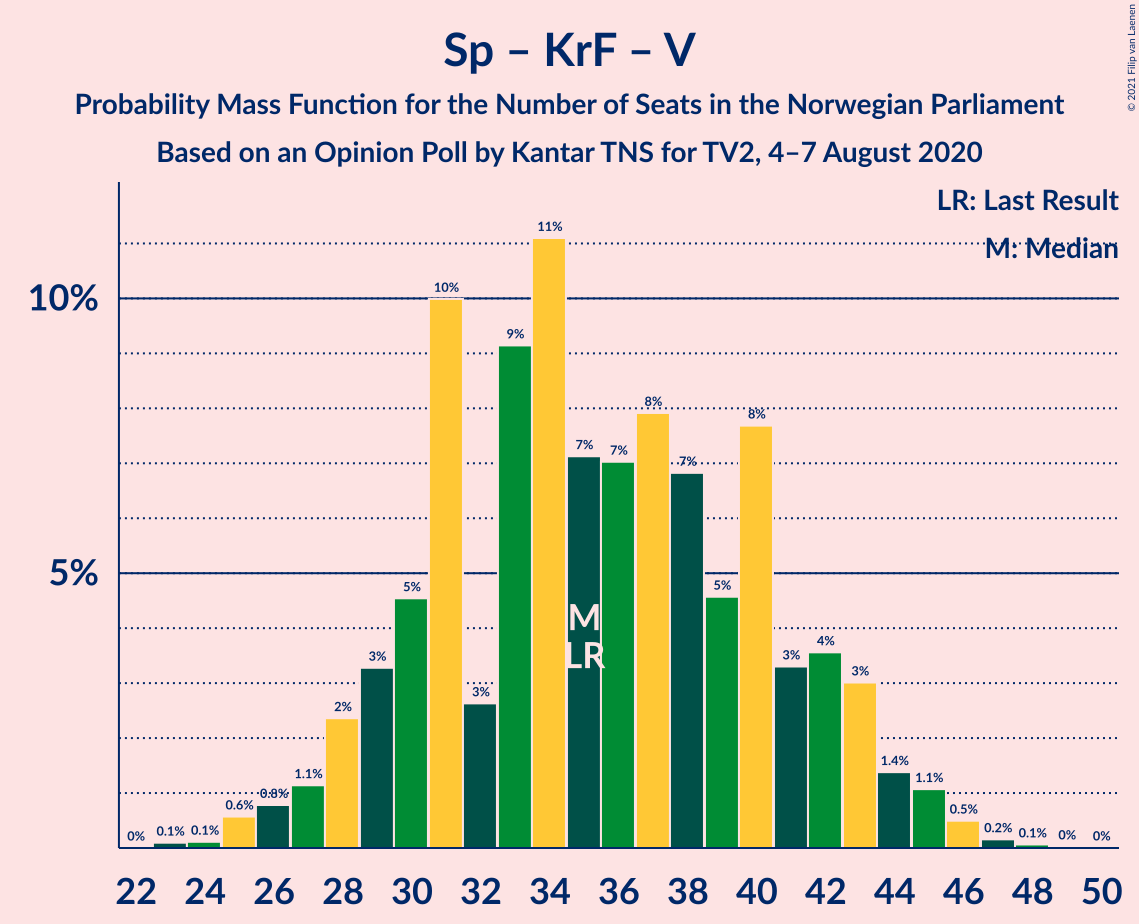 © 2021 Filip van Laenen
Sp – KrF – V
Probability Mass Function for the Number of Seats in the Norwegian Parliament
Based on an Opinion Poll by Kantar TNS for TV2, 4–7 August 2020
LR: Last Result
M: Median
10%
5%
0% 0.1% 0.1% 0.6% 0.8% 1.1% 2% 3% 5% 10% 3% 9% 11% 7% 7% 8% 7% 5% 8% 3% 4% 3% 1.4% 1.1% 0.5% 0.2% 0.1% 0% 0%
M
LR
22 24 26 28 30 32 34 36 38 40 42 44 46 48 50